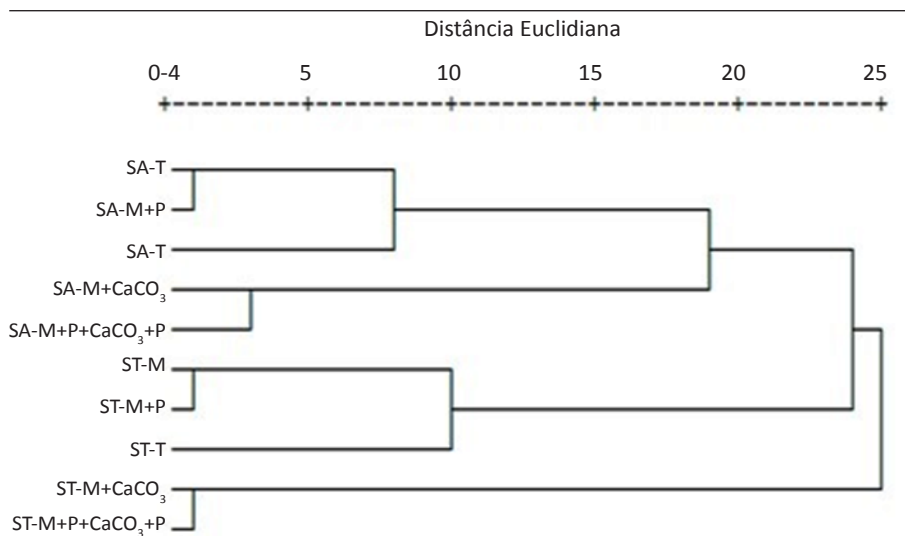 Distância Euclidiana
0-4 5 10 15 20 25
SA-T
SA-M+P
SA-T
SA-M+CaCO₃
SA-M+P+CaCO₃+P
ST-M
ST-M+P
ST-T
ST-M+CaCO₃
ST-M+P+CaCO₃+P